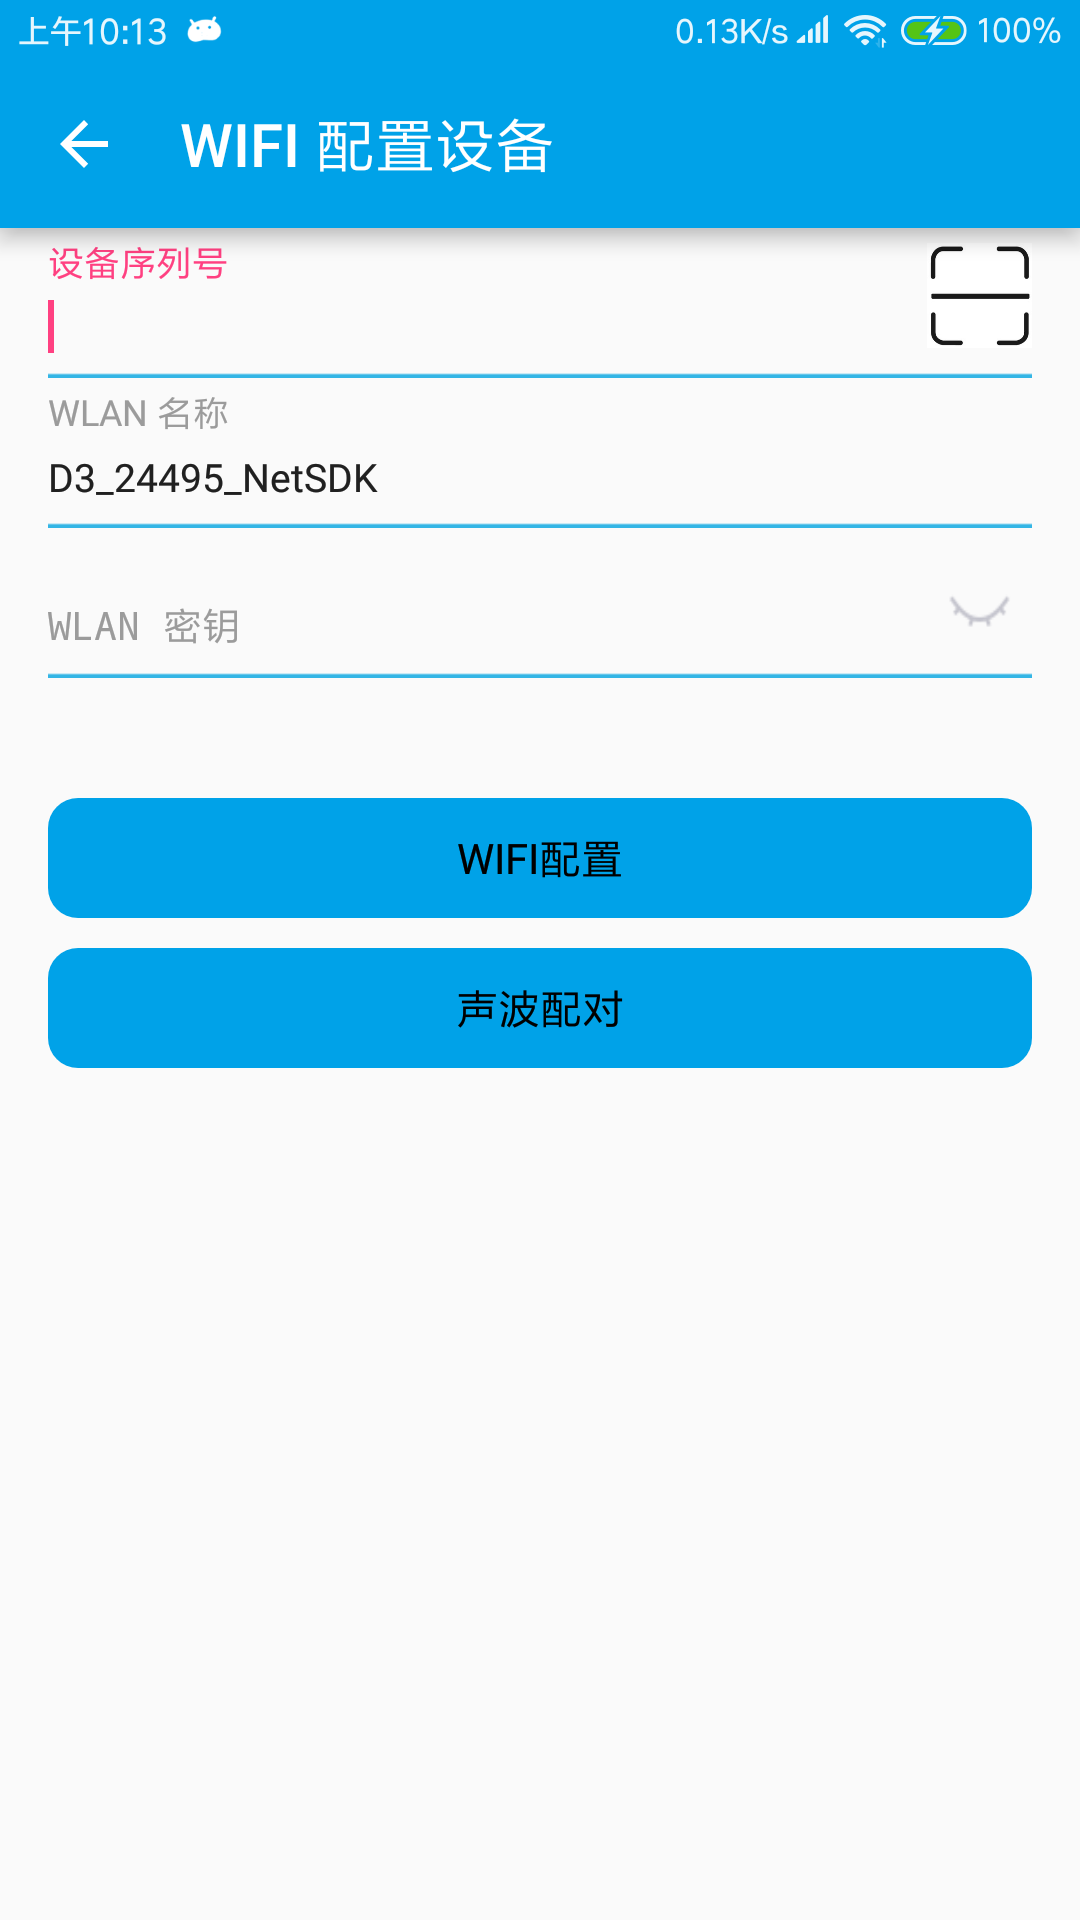 上午10:13 0.13K/s 100%
WIFI 配置设备
设备序列号
WLAN 名称
D3_24495_NetSDK
WLAN 密钥
WIFI配置
声波配对